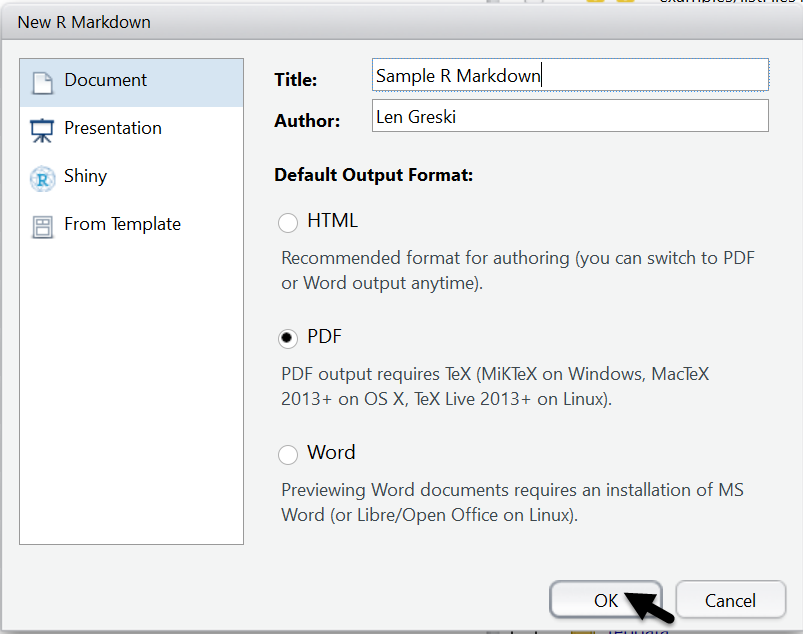 examples/listFiles
New R Markdown
Document
Presentation
Shiny
From Template
Title:
Sample R Markdown
Author:
Len Greski
Default Output Format:
HTML
Recommended format for authoring (you can switch to PDF
or Word output anytime).
PDF
PDF output requires TeX (MiKTeX on Windows, MacTeX
2013+ on OS X, TeX Live 2013+ on Linux).
Word
Previewing Word documents requires an installation of MS
Word (or Libre/Open Office on Linux).
OK
Cancel